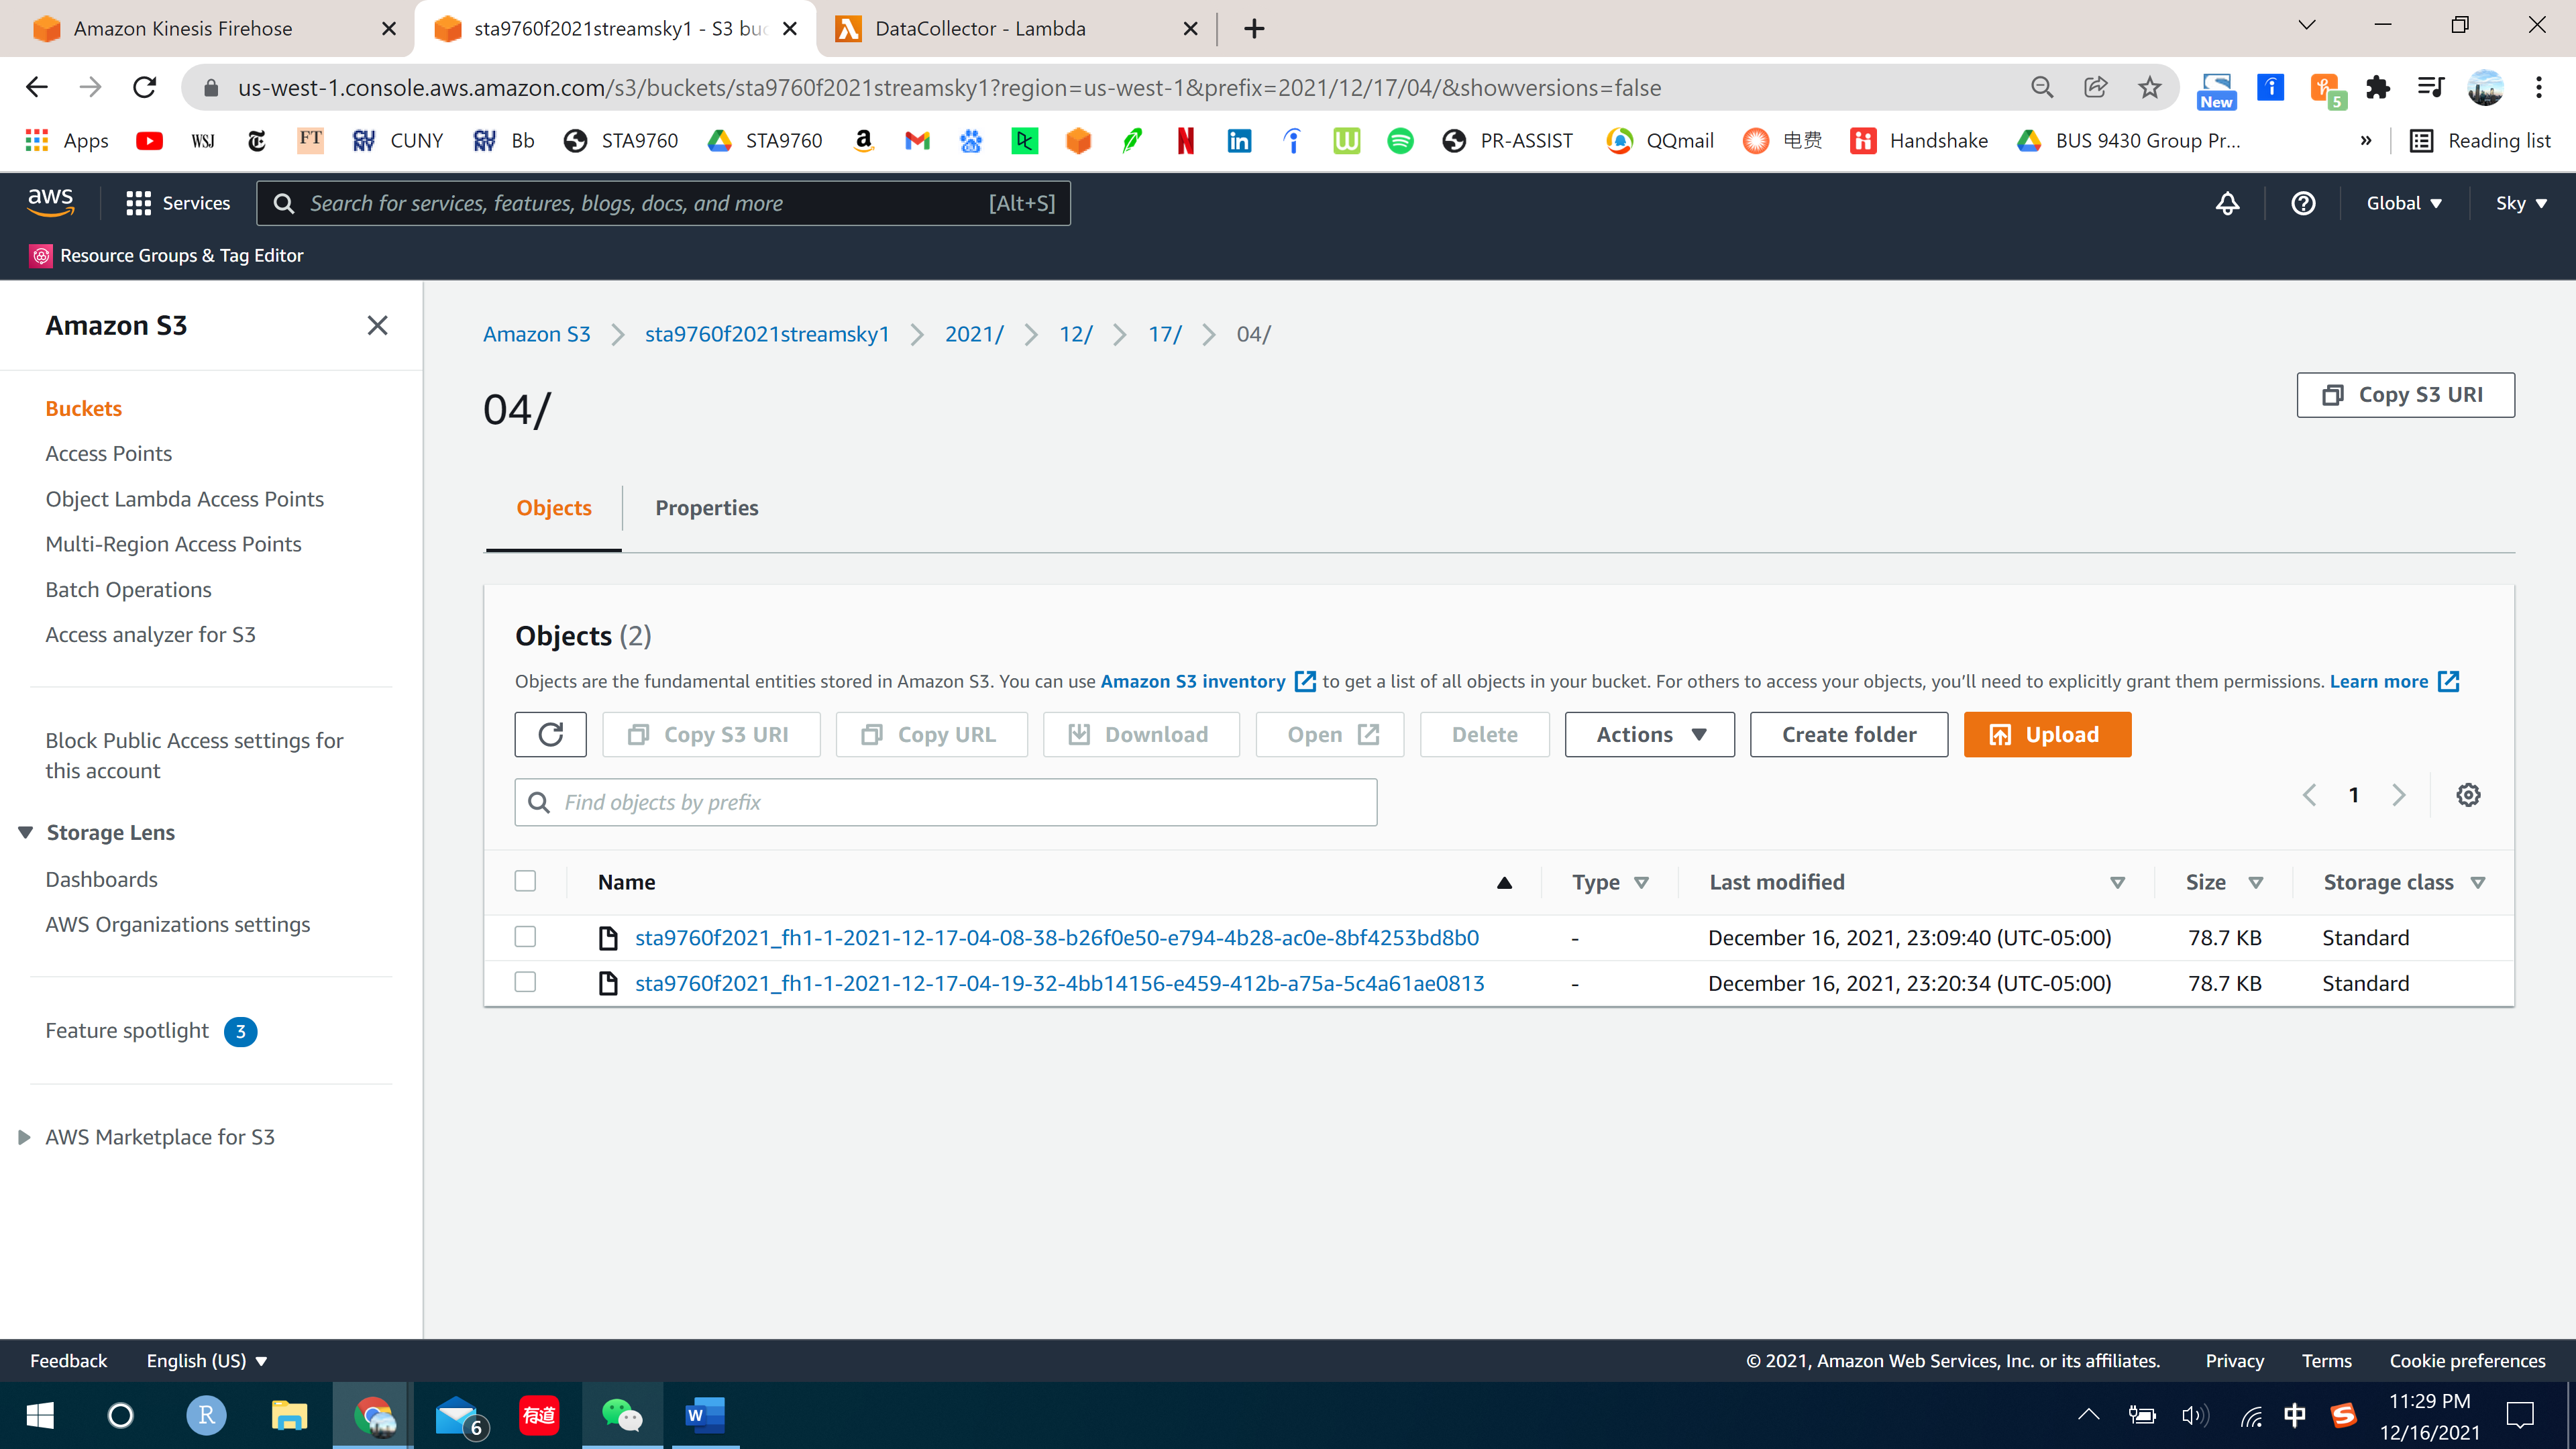 Amazon Kinesis Firehose
sta9760f2021streamsky1 - S3 buc
DataCollector - Lambda
us-west-1.console.aws.amazon.com/s3/buckets/sta9760f2021streamsky1?region=us-west-1&prefix=2021/12/17/04/&showversions=false
New
5
Apps
WSJ
FT
CUNY
Bb
STA9760
STA9760
PR-ASSIST
QQmail
电费
Handshake
BUS 9430 Group Pr...
»
Reading list
aws
Services
Search for services, features, blogs, docs, and more
[Alt+S]
Global
Sky
Resource Groups & Tag Editor
Amazon S3
Buckets
Access Points
Object Lambda Access Points
Multi-Region Access Points
Batch Operations
Access analyzer for S3
Block Public Access settings for
this account
Storage Lens
Dashboards
AWS Organizations settings
Feature spotlight 3
AWS Marketplace for S3
Amazon S3 > sta9760f2021streamsky1 > 2021/ > 12/ > 17/ > 04/
04/
Copy S3 URI
Objects
Properties
Objects (2)
Objects are the fundamental entities stored in Amazon S3. You can use Amazon S3 inventory to get a list of all objects in your bucket. For others to access your objects, you’ll need to explicitly grant them permissions. Learn more
Copy S3 URI
Copy URL
Download
Open
Delete
Actions
Create folder
Upload
Find objects by prefix
1
Name
Type
Last modified
Size
Storage class
sta9760f2021_fh1-1-2021-12-17-04-08-38-b26f0e50-e794-4b28-ac0e-8bf4253bd8b0 - December 16, 2021, 23:09:40 (UTC-05:00) 78.7 KB Standard
sta9760f2021_fh1-1-2021-12-17-04-19-32-4bb14156-e459-412b-a75a-5c4a61ae0813 - December 16, 2021, 23:20:34 (UTC-05:00) 78.7 KB Standard
Feedback
English (US)
© 2021, Amazon Web Services, Inc. or its affiliates.
Privacy
Terms
Cookie preferences
R
6
有道
W
中
S
11:29 PM
12/16/2021